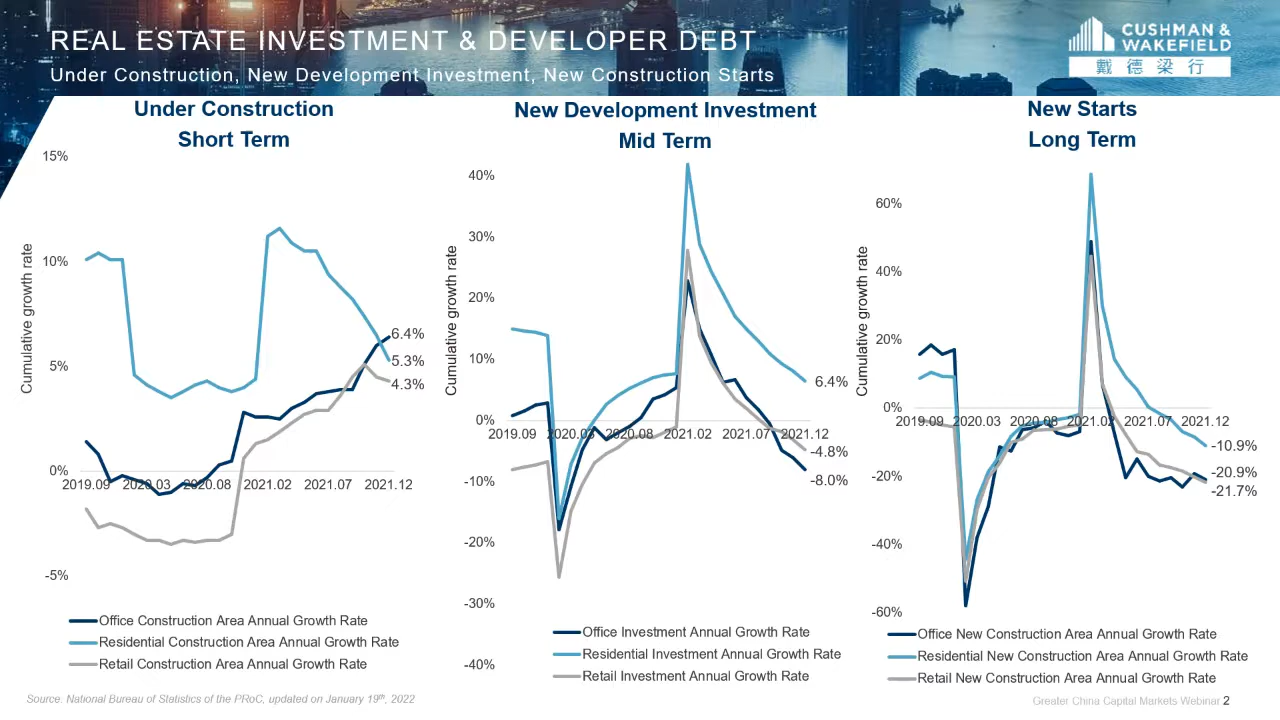 REAL ESTATE INVESTMENT & DEVELOPER DEBT
Under Construction, New Development Investment, New Construction Starts
CUSHMAN &
WAKEFIELD
戴德梁行
Under Construction
Short Term
15%
10%
5%
0%
-5%
Cumulative growth rate
2019.09 2020.03 2020.08 2021.02 2021.07 2021.12
6.4%
5.3%
4.3%
Office Construction Area Annual Growth Rate
Residential Construction Area Annual Growth Rate
Retail Construction Area Annual Growth Rate
New Development Investment
Mid Term
40%
30%
20%
10%
0%
-10%
-20%
-30%
-40%
Cumulative growth rate
2019.09 2020.03 2020.08 2021.02 2021.07 2021.12
6.4%
-4.8%
-8.0%
Office Investment Annual Growth Rate
Residential Investment Annual Growth Rate
Retail Investment Annual Growth Rate
New Starts
Long Term
60%
40%
20%
0%
-20%
-40%
-60%
Cumulative growth rate
2019.09 2020.03 2020.08 2021.02 2021.07 2021.12
-10.9%
-20.9%
-21.7%
Office New Construction Area Annual Growth Rate
Residential New Construction Area Annual Growth Rate
Retail New Construction Area Annual Growth Rate
Source: National Bureau of Statistics of the PRoC, updated on January 19th, 2022
Greater China Capital Markets Webinar 2